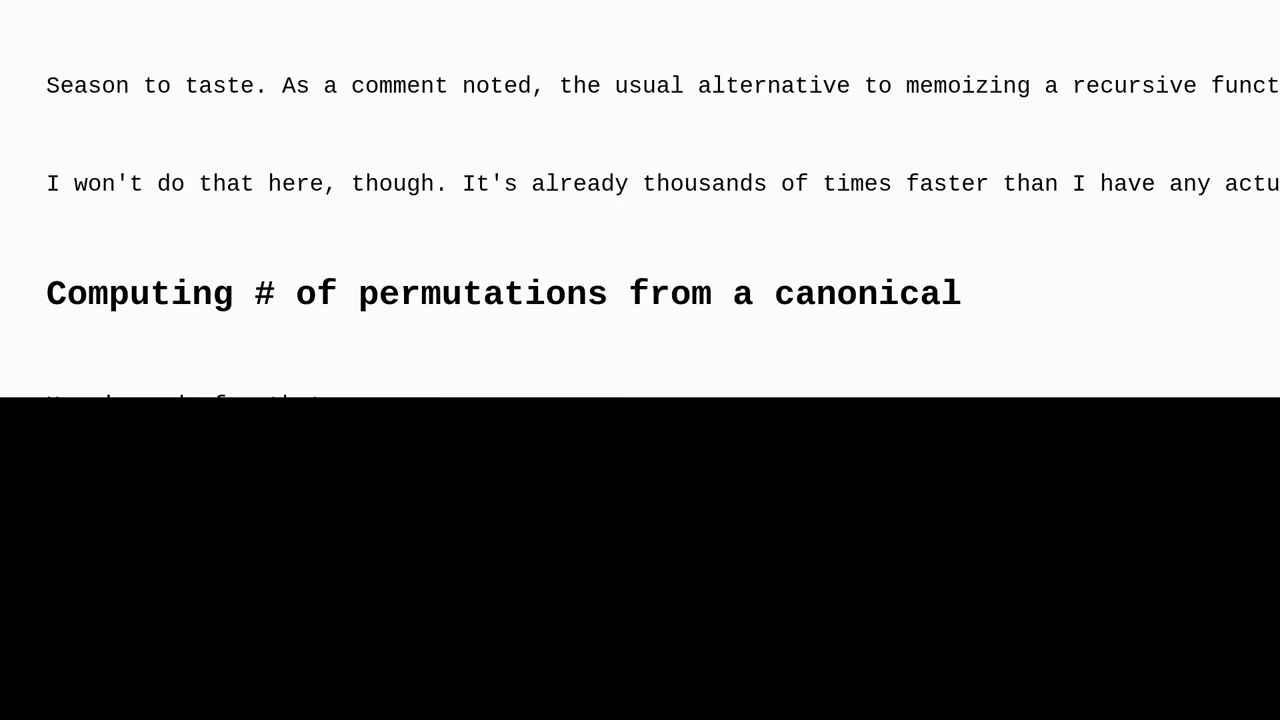 Season to taste. As a comment noted, the usual alternative to memoizing a recursive funct
I won't do that here, though. It's already thousands of times faster than I have any actu
Computing # of permutations from a canonical